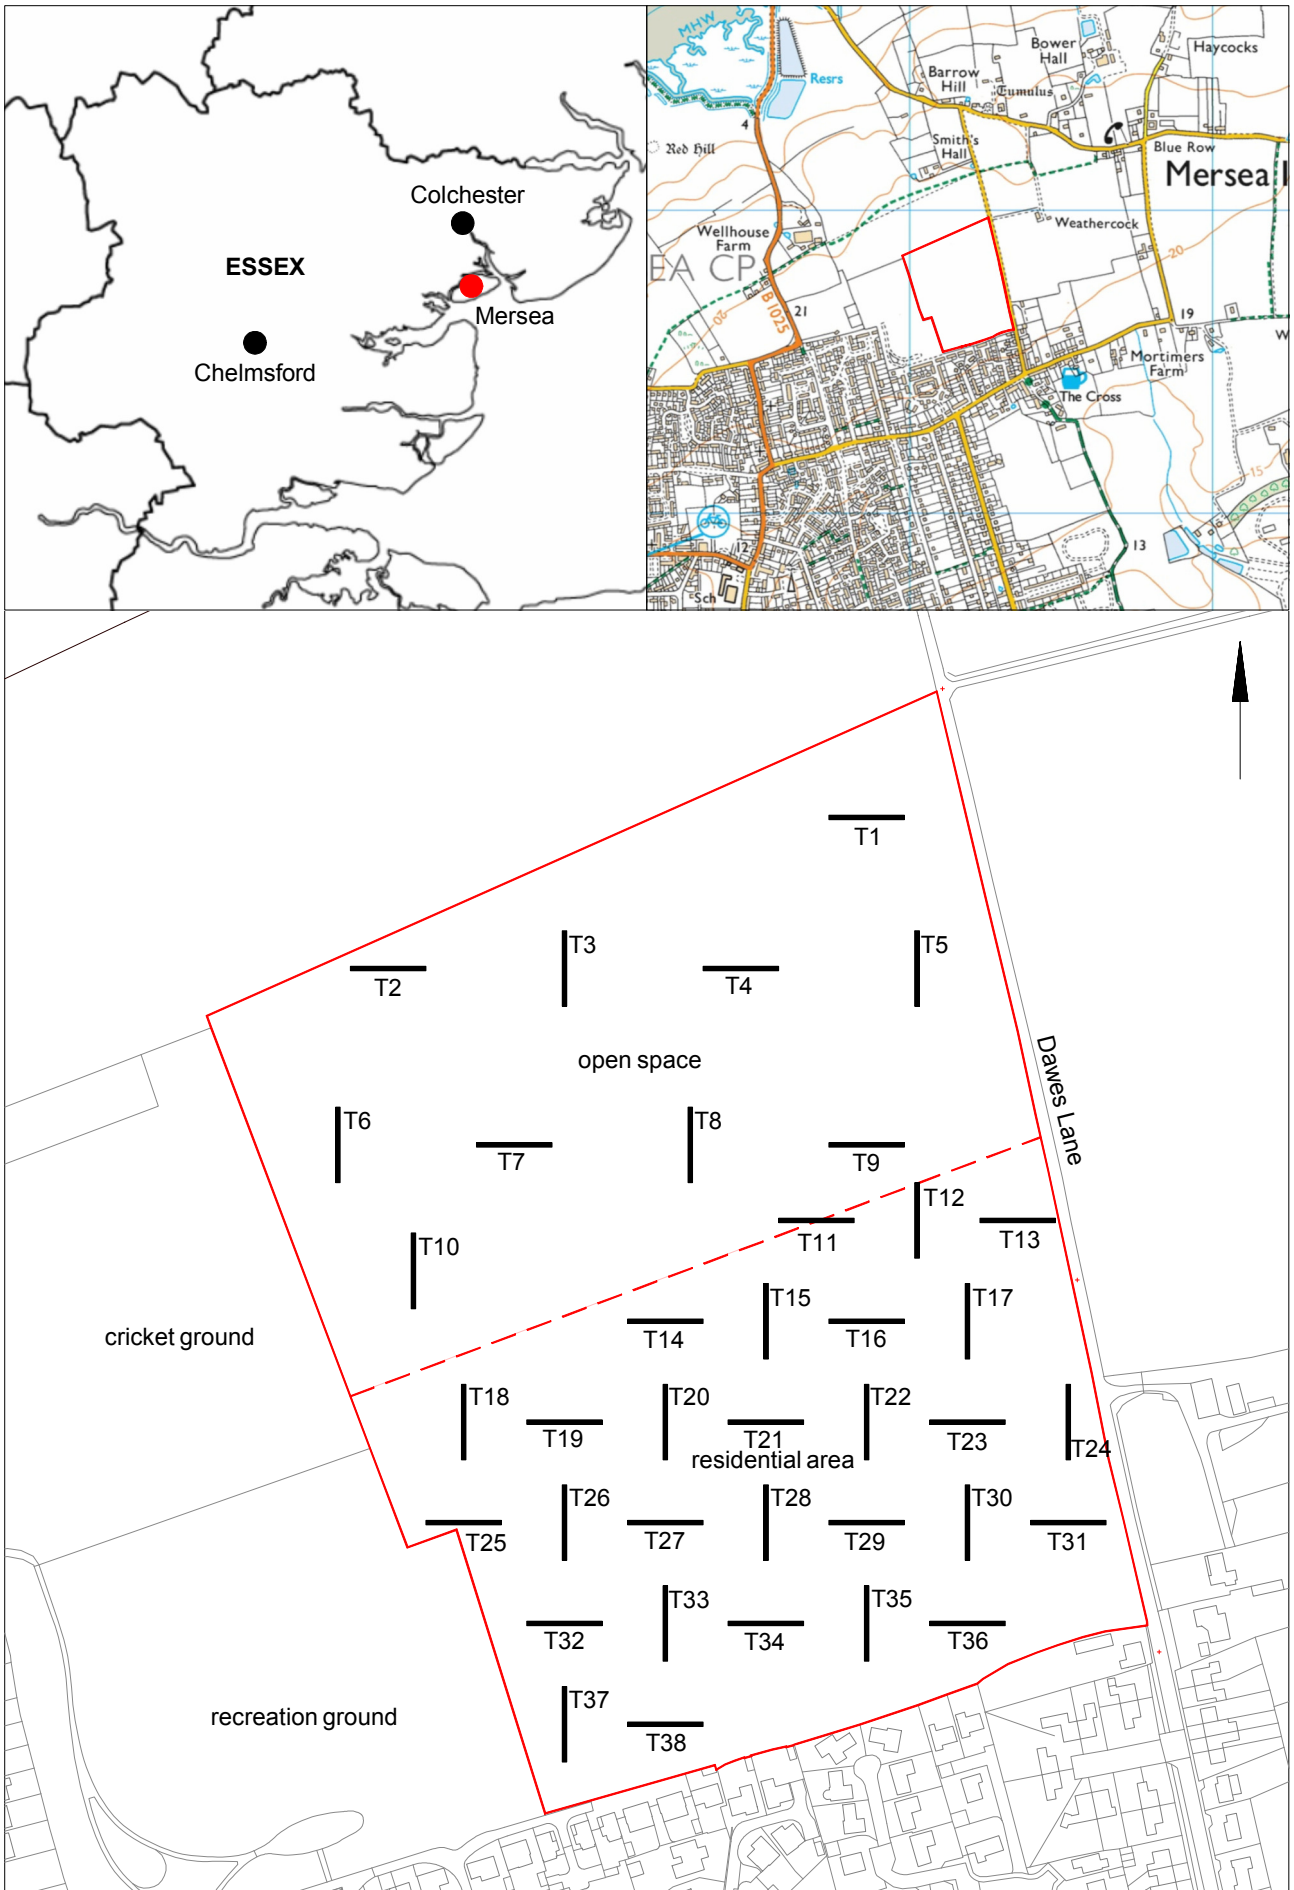 Colchester
ESSEX
Mersea
Chelmsford
MHW
Resrs
4
Red Hill
Bower
Hall
Haycocks
Barrow
Hill
Tumulus
Smith's
Hall
Blue Row
Mersea I
Weathercock
Wellhouse
Farm
EA CP
B 1025
20
21
20
19
W
Mortimers
Farm
The Cross
15
13
12
Sch
T1
T2
T3
T4
T5
open space
Dawes Lane
T6
T7
T8
T9
T10
T11
T12
T13
cricket ground
T14
T15
T16
T17
T18
T19
T20
T21
T22
T23
T24
residential area
T25
T26
T27
T28
T29
T30
T31
T32
T33
T34
T35
T36
recreation ground
T37
T38